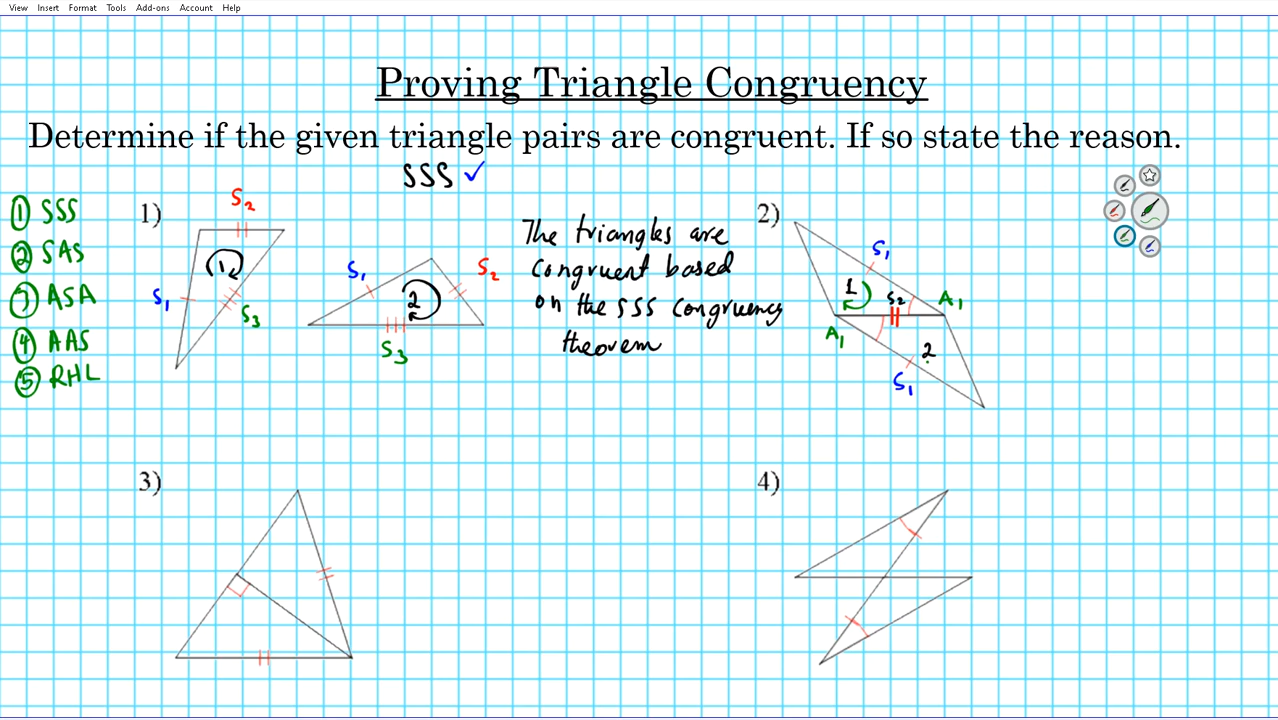 View Insert Format Tools Add-ons Account Help
Proving Triangle Congruency
Determine if the given triangle pairs are congruent. If so state the reason.
SSS ✓
① SSS
② SAS
③ ASA
④ AAS
⑤ RHL
1)
S2
1
S1
S3
S1
S2
2
S3
The triangles are
congruent based
on the SSS congruency
theorem
2)
S1
1
S2
A1
A1
2
S1
3)
4)